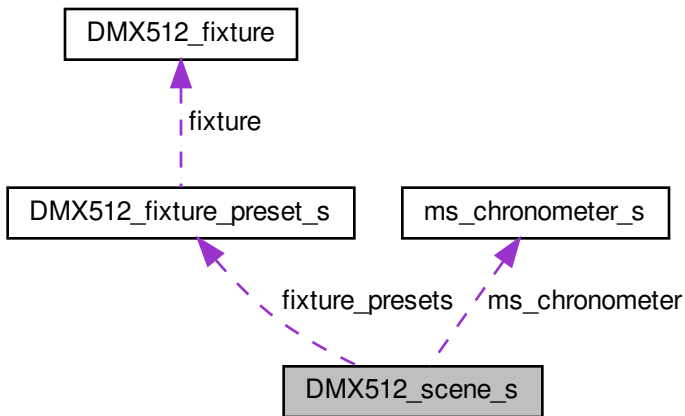 DMX512_fixture
fixture
DMX512_fixture_preset_s
ms_chronometer_s
fixture_presets
ms_chronometer
DMX512_scene_s